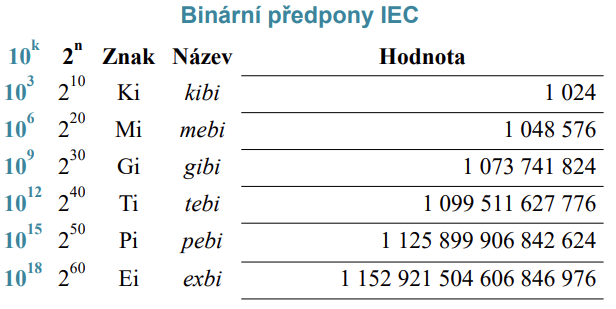 Binární předpony IEC
10^k 2^n Znak Název Hodnota
10^3 2^10 Ki kibi 1 024
10^6 2^20 Mi mebi 1 048 576
10^9 2^30 Gi gibi 1 073 741 824
10^12 2^40 Ti tebi 1 099 511 627 776
10^15 2^50 Pi pebi 1 125 899 906 842 624
10^18 2^60 Ei exbi 1 152 921 504 606 846 976